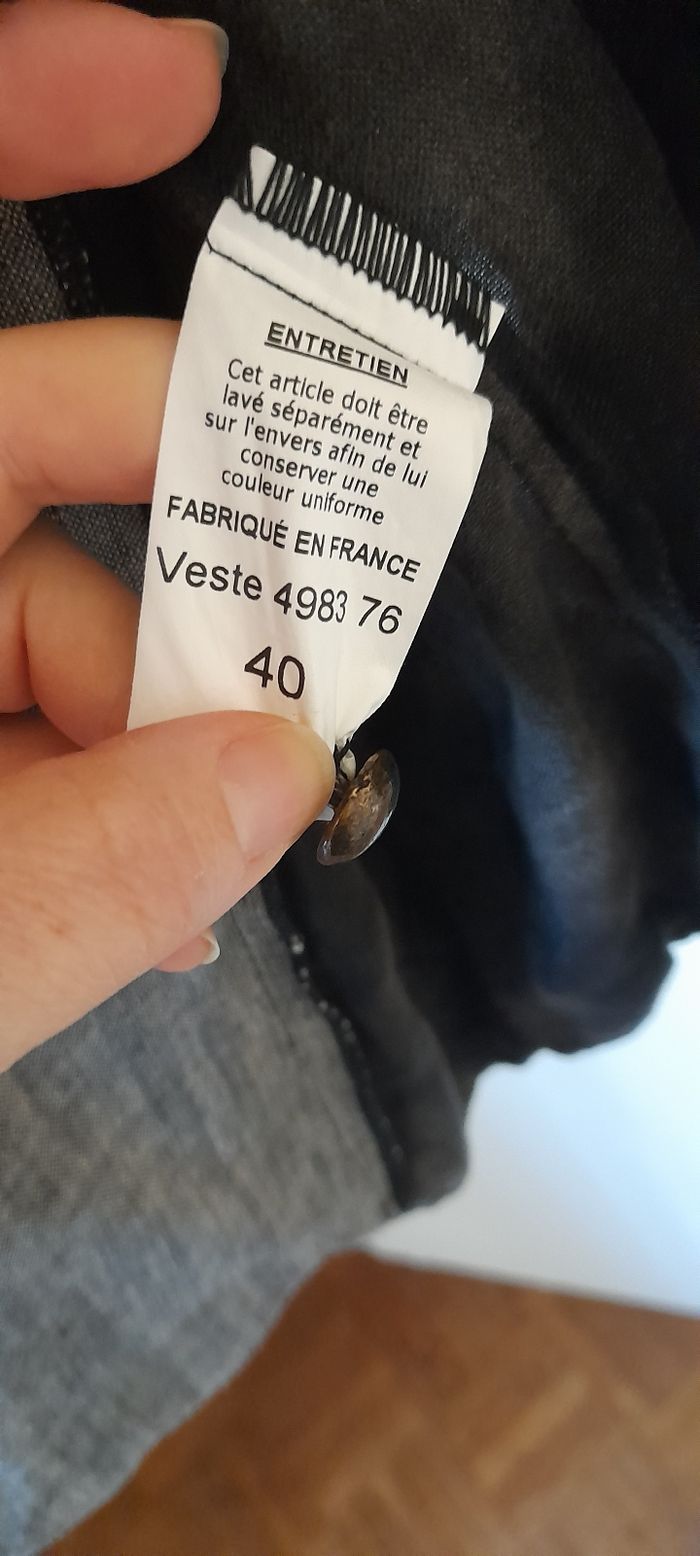 ENTRETIEN
Cet article doit être
lavé séparément et
sur l'envers afin de lui
conserver une
couleur uniforme
FABRIQUÉ EN FRANCE
Veste 4983 76
40